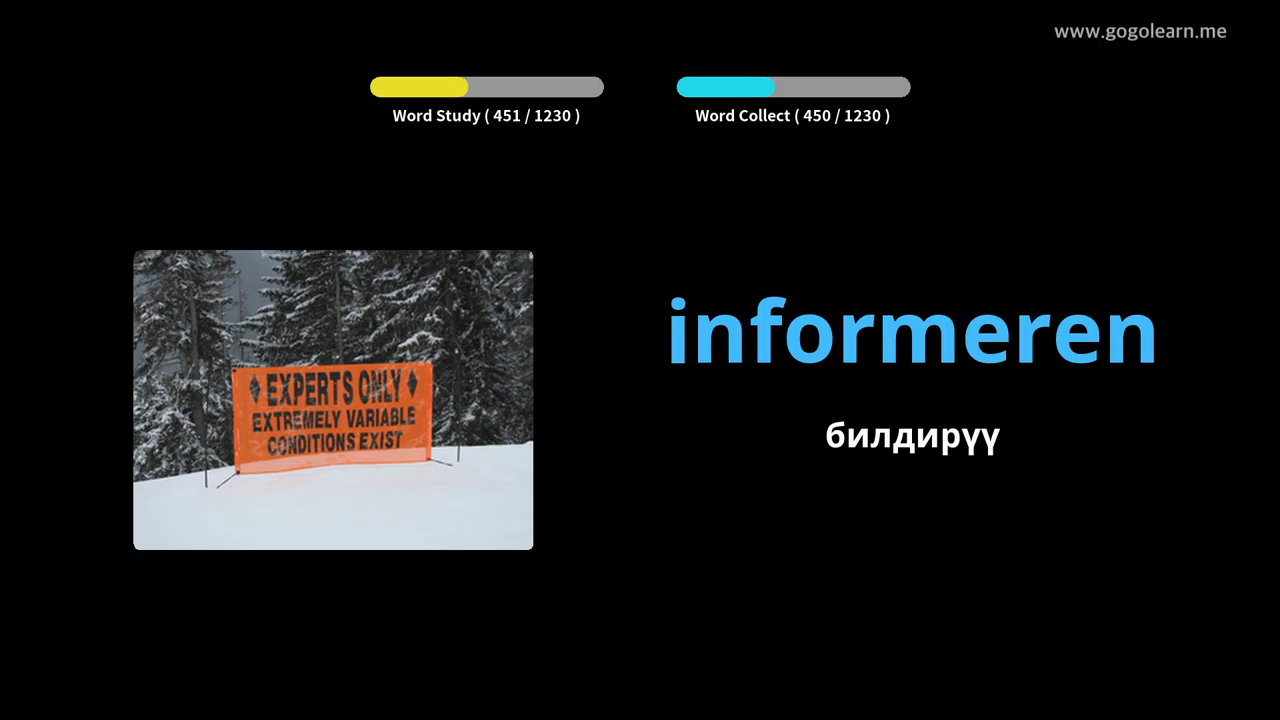 www.gogolearn.me
Word Study ( 451 / 1230 )
Word Collect ( 450 / 1230 )
EXPERTS ONLY
EXTREMELY VARIABLE
CONDITIONS EXIST
informeren
билдирүү